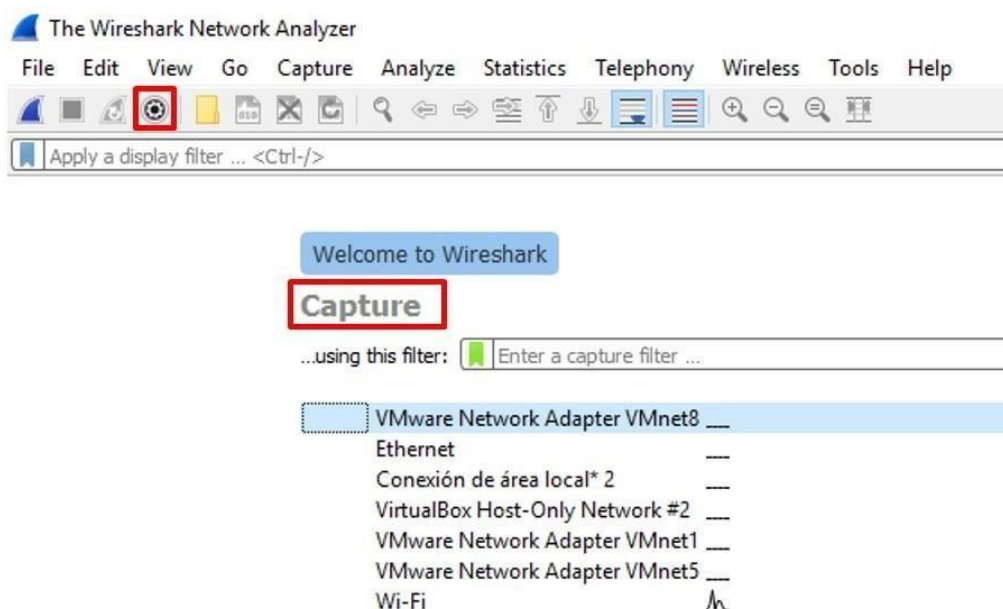 The Wireshark Network Analyzer
File Edit View Go Capture Analyze Statistics Telephony Wireless Tools Help
Apply a display filter ... <Ctrl-/>
Welcome to Wireshark
Capture
...using this filter: Enter a capture filter ...
VMware Network Adapter VMnet8
Ethernet
Conexión de área local* 2
VirtualBox Host-Only Network #2
VMware Network Adapter VMnet1
VMware Network Adapter VMnet5
Wi-Fi